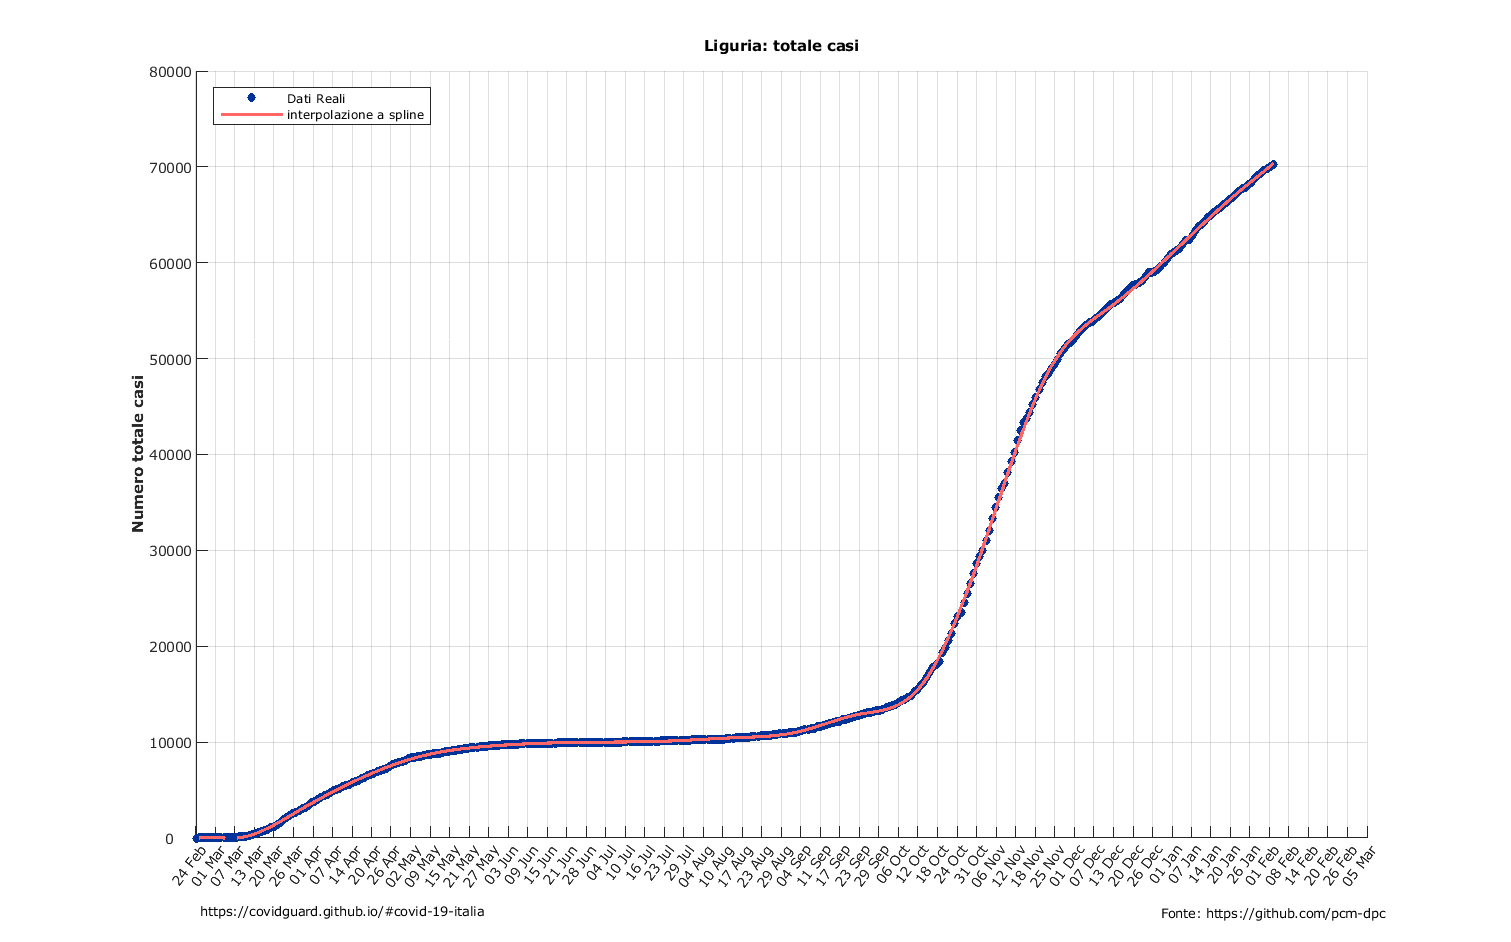 Liguria: totale casi
80000
Dati Reali
interpolazione a spline
70000
60000
50000
40000
30000
20000
10000
0
Numero totale casi
24 Feb
01 Mar
07 Mar
13 Mar
20 Mar
26 Mar
01 Apr
07 Apr
14 Apr
20 Apr
26 Apr
02 May
09 May
15 May
21 May
27 May
03 Jun
09 Jun
15 Jun
21 Jun
28 Jun
04 Jul
10 Jul
16 Jul
23 Jul
29 Jul
04 Aug
10 Aug
17 Aug
23 Aug
29 Aug
04 Sep
11 Sep
17 Sep
23 Sep
29 Sep
06 Oct
12 Oct
18 Oct
24 Oct
31 Oct
06 Nov
12 Nov
18 Nov
25 Dec
01 Dec
07 Dec
13 Dec
20 Dec
26 Dec
01 Jan
07 Jan
14 Jan
20 Jan
26 Jan
01 Feb
08 Feb
14 Feb
20 Feb
26 Feb
05 Mar
https://covidguard.github.io/#covid-19-italia
Fonte: https://github.com/pcm-dpc